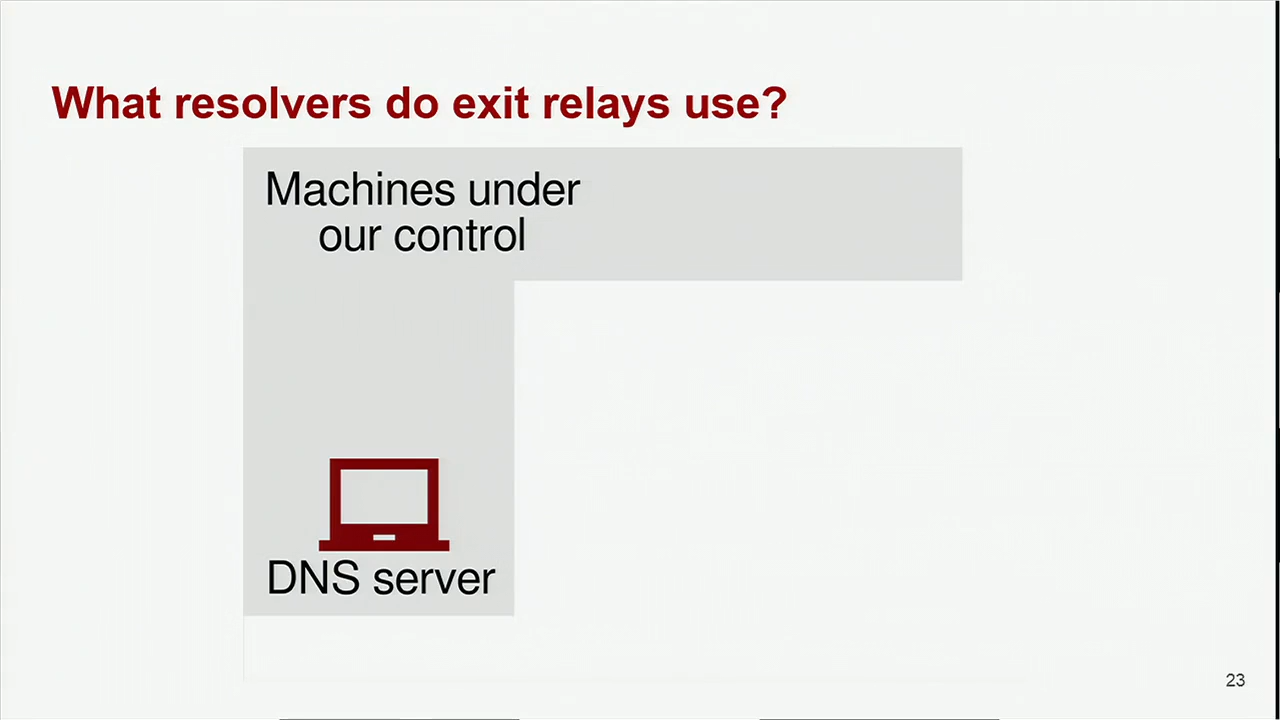 What resolvers do exit relays use?
Machines under
our control
DNS server
23